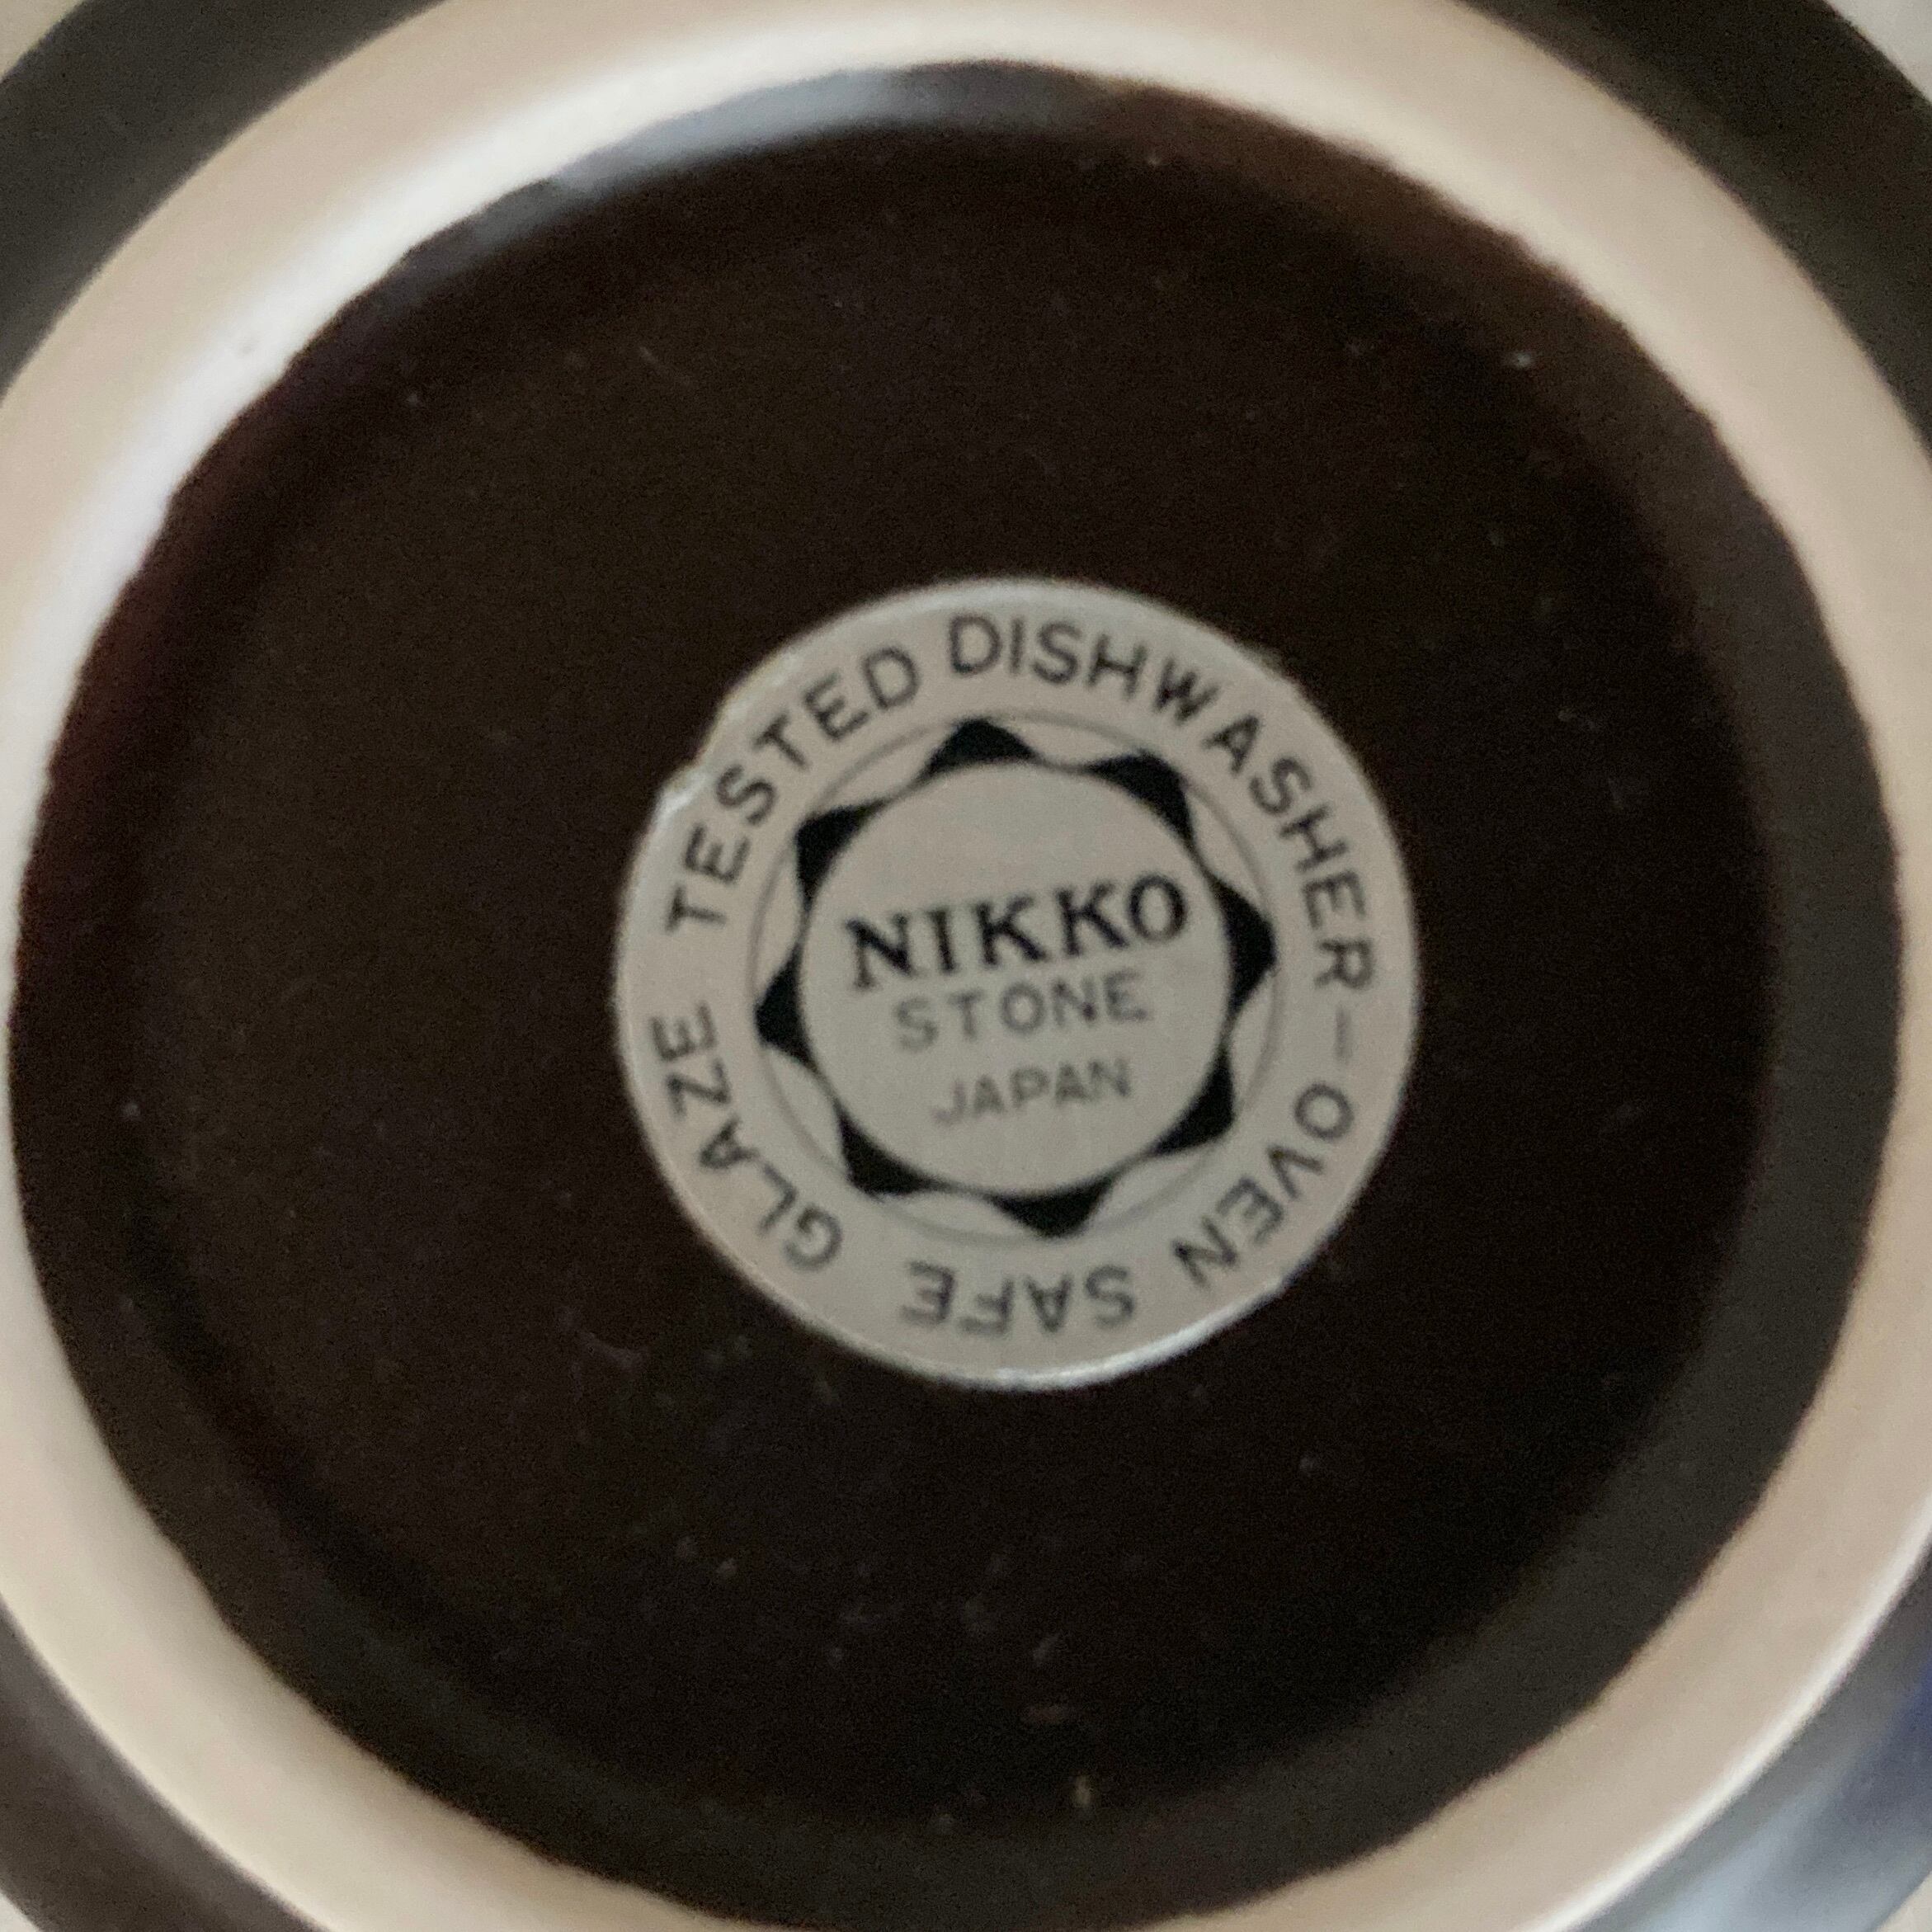 TESTED DISHWASHER-OVEN SAFE GLAZE
NIKKO
STONE
JAPAN